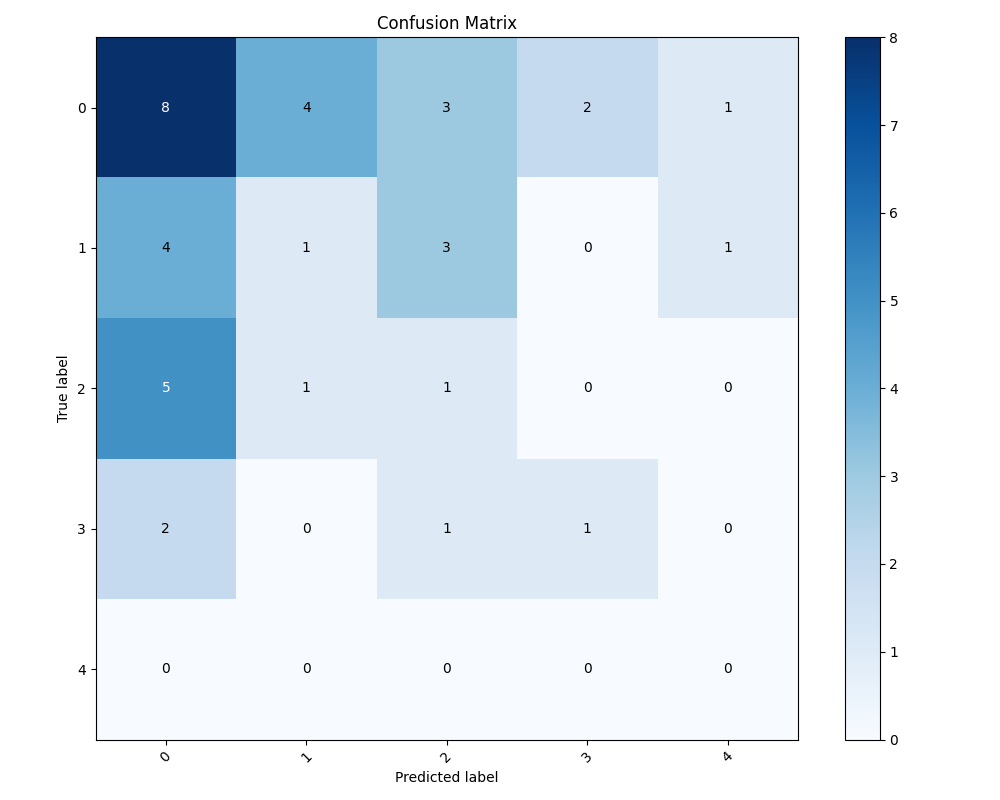 Confusion Matrix
0 8 4 3 2 1
1 4 1 3 0 1
2 5 1 1 0 0
3 2 0 1 1 0
4 0 0 0 0 0
0 1 2 3 4
True label
Predicted label
8
7
6
5
4
3
2
1
0